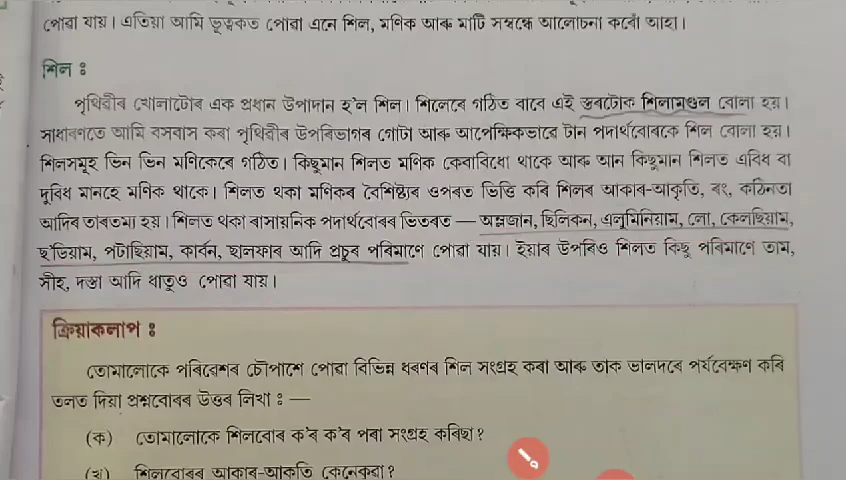 পোৱা যায়। এতিয়া আমি ভূত্বকত পোৱা এনে শিল, মণিক আৰু মাটি সম্বন্ধে আলোচনা কৰোঁ আহা।
শিল ঃ
পৃথিৱীৰ খোলাটোৰ এক প্ৰধান উপাদান হ'ল শিল। শিলেৰে গঠিত বাবে এই স্তৰটোক শিলামণ্ডল বোলা হয়।
সাধাৰণতে আমি বসবাস কৰা পৃথিৱীৰ উপৰিভাগৰ গোটা আৰু আপেক্ষিকভাৱে টান পদাৰ্থবোৰকে শিল বোলা হয়।
শিলসমূহ ভিন ভিন মণিকেৰে গঠিত। কিছুমান শিলত মণিক কেবাবিধো থাকে আৰু আন কিছুমান শিলত এবিধ বা
দুবিধ মানহে মণিক থাকে। শিলত থকা মণিকৰ বৈশিষ্ট্যৰ ওপৰত ভিত্তি কৰি শিলৰ আকাৰ-আকৃতি, ৰং, কঠিনতা
আদিৰ তাৰতম্য হয়। শিলত থকা ৰাসায়নিক পদাৰ্থবোৰৰ ভিতৰত — অম্লজান, ছিলিকন, এলুমিনিয়াম, লো, কেলছিয়াম,
ছ'ডিয়াম, পটাছিয়াম, কাৰ্বন, ছালফাৰ আদি প্ৰচুৰ পৰিমাণে পোৱা যায়। ইয়াৰ উপৰিও শিলত কিছু পৰিমাণে তাম,
সীহ, দস্তা আদি ধাতুও পোৱা যায়।
ক্ৰিয়াকলাপ ঃ
তোমালোকে পৰিৱেশৰ চৌপাশে পোৱা বিভিন্ন ধৰণৰ শিল সংগ্ৰহ কৰা আৰু তাক ভালদৰে পৰ্যবেক্ষণ কৰি
তলত দিয়া প্ৰশ্নবোৰৰ উত্তৰ লিখা ঃ —
(ক) তোমালোকে শিলবোৰ ক'ৰ ক'ৰ পৰা সংগ্ৰহ কৰিছা?
(খ) শিলবোৰৰ আকাৰ-আকৃতি কেনেকুৱা?